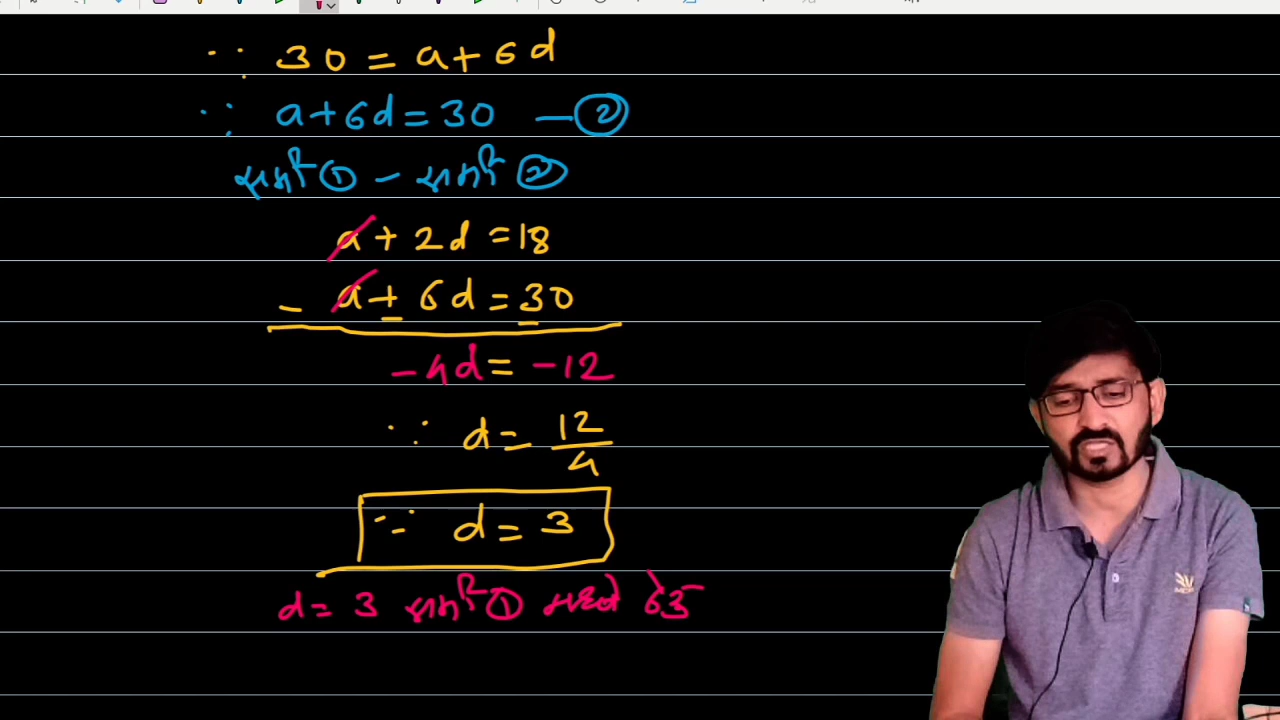 ∵ 30 = a + 6d
∵ a + 6d = 30 — ②
સમી ① - સમી ②
a + 2d = 18
- a + 6d = 30
- 4d = -12
∵ d = 12/4
∵ d = 3
d = 3 સમી ①